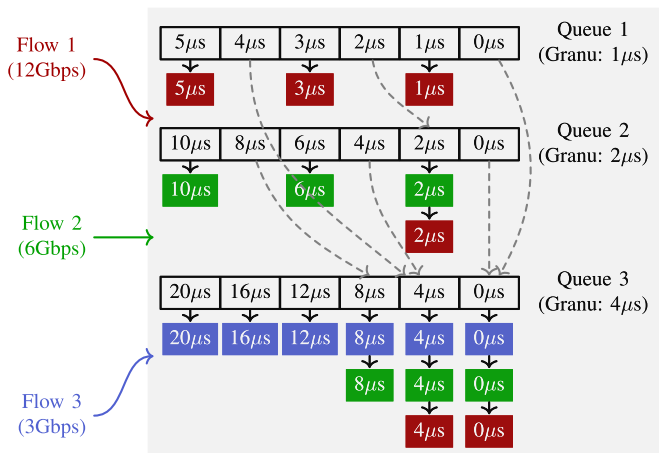 Flow 1
(12Gbps)
5μs 4μs 3μs 2μs 1μs 0μs
Queue 1
(Granu: 1μs)
5μs 3μs 1μs
10μs 8μs 6μs 4μs 2μs 0μs
Queue 2
(Granu: 2μs)
10μs 6μs 2μs
2μs
Flow 2
(6Gbps)
20μs 16μs 12μs 8μs 4μs 0μs
Queue 3
(Granu: 4μs)
20μs 16μs 12μs 8μs 4μs 0μs
8μs 4μs 0μs
4μs 0μs
Flow 3
(3Gbps)